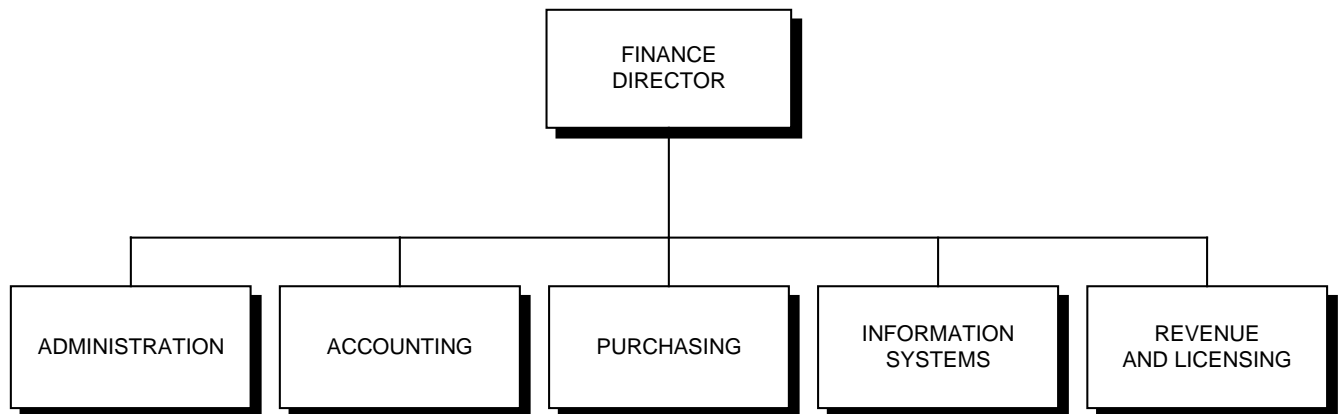 FINANCE
DIRECTOR
ADMINISTRATION
ACCOUNTING
PURCHASING
INFORMATION
SYSTEMS
REVENUE
AND LICENSING